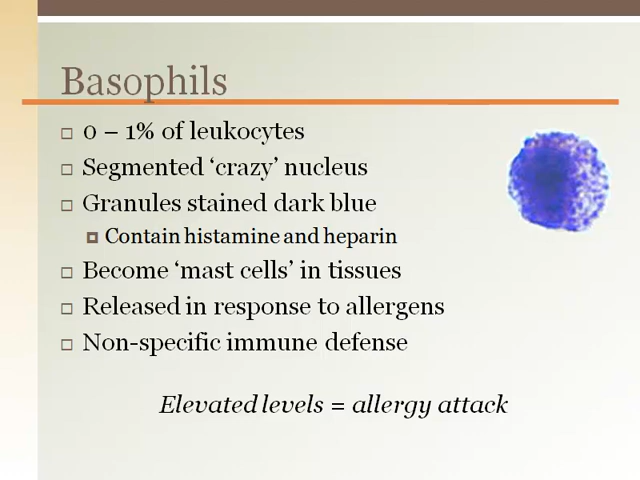 Basophils
0 – 1% of leukocytes
Segmented ‘crazy’ nucleus
Granules stained dark blue
Contain histamine and heparin
Become ‘mast cells’ in tissues
Released in response to allergens
Non-specific immune defense
Elevated levels = allergy attack